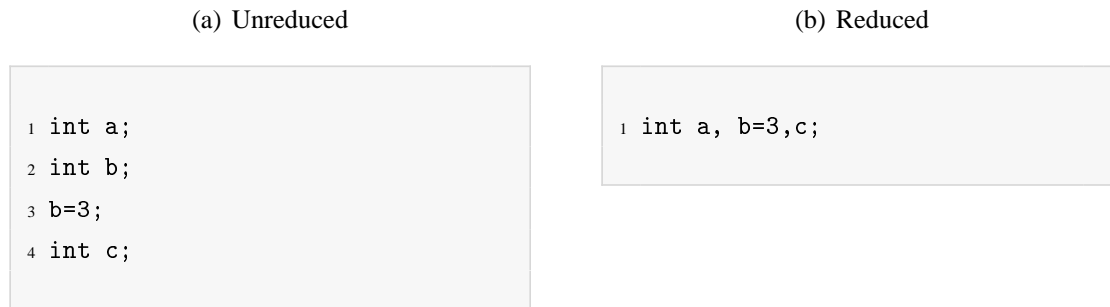 (a) Unreduced
1 int a;
2 int b;
3 b=3;
4 int c;
(b) Reduced
1 int a, b=3,c;